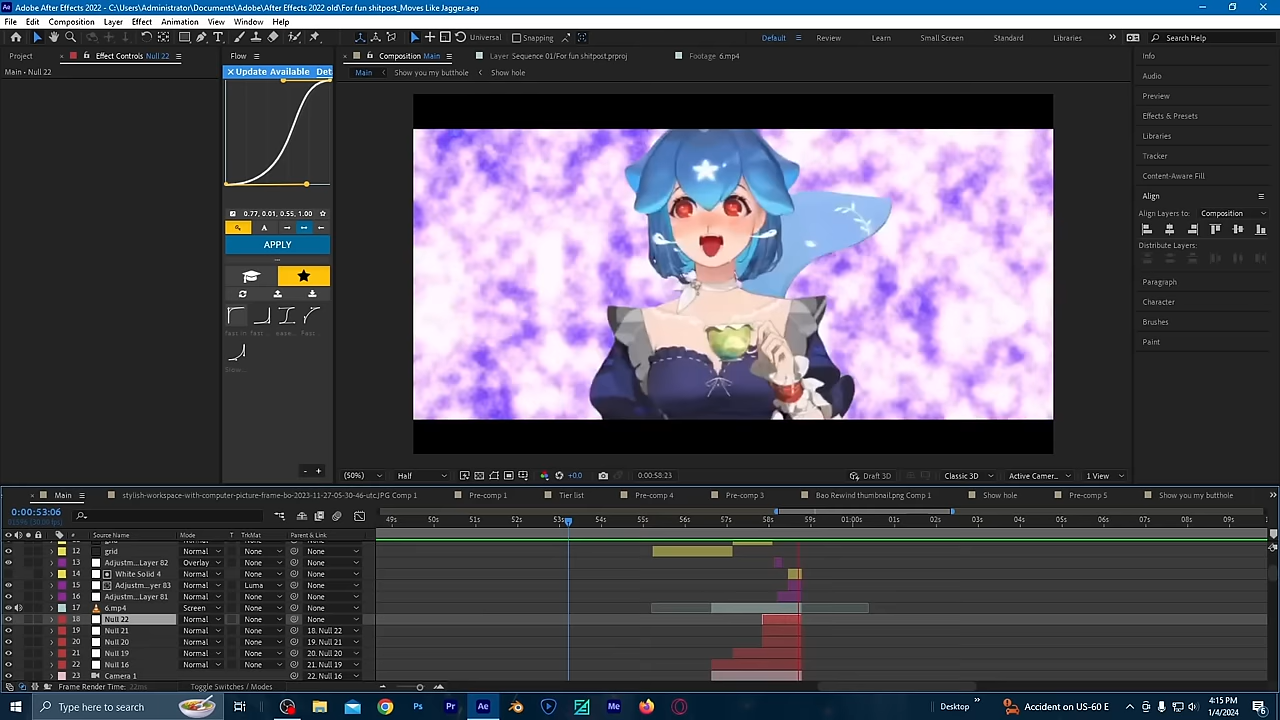 Adobe After Effects 2022 - C:\Users\Administrator\Documents\Adobe\After Effects 2022 old\For fun shitpost_Moves Like Jagger.aep
File Edit Composition Layer Effect Animation View Window Help
Universal Snapping Default Review Learn Small Screen Standard Libraries Search Help
Project Effect Controls Null 22 Flow Composition Main Layer Sequence 01/For fun shitpost.prproj Footage 6.mp4 Info
Main • Null 22 Update Available Det Main Show you my butthole Show hole
Audio
Preview
Effects & Presets
Libraries
Tracker
Content-Aware Fill
Align
Align Layers to: Composition
0.77, 0.01, 0.55, 1.00
APPLY
Distribute Layers:
Paragraph
Character
Brushes
Paint
- +
(50%) Half +0.0 0:00:58:23 Draft 3D Classic 3D Active Camer... 1 View
Main stylish-workspace-with-computer-picture-frame-bo-2023-11-27-05-30-46-utc.JPG Comp 1 Pre-comp 1 Tier list Pre-comp 4 Pre-comp 3 Bao Rewind thumbnail.png Comp 1 Show hole Pre-comp 5 Show you my butthole
0:00:53:06
49s 50s 51s 52s 53s 54s 55s 56s 57s 58s 59s 01:00s 01s 02s 03s 04s 05s 06s 07s 08s 09s
# Source Name Mode T TrkMat Parent & Link
12 grid Normal None None
13 Adjustm...Layer 82 Overlay None None
14 White Solid 4 Normal None None
15 Adjustm...yer 83 Normal Luma None
16 Adjustm...Layer 81 Normal None None
17 6.mp4 Screen None None
18 Null 22 Normal None None
19 Null 21 Normal None 18. Null 22
20 Null 20 Normal None 19. Null 21
21 Null 19 Normal None 20. Null 20
22 Null 16 Normal None 21. Null 19
Camera 1 22. Null 16
Frame Render Time: 22ms Toggle Switches / Modes
Type here to search Desktop Accident on US-60 E 4:15 PM
1/4/2024